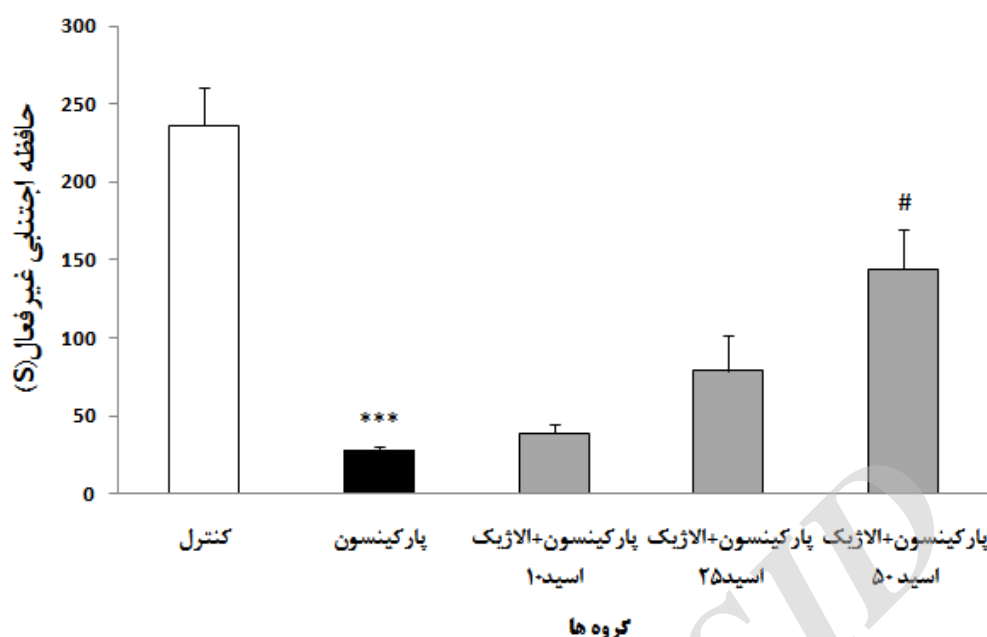 300
250
200
150
100
50
0
حافظه اجتنابی غیرفعال(S)
***
#
کنترل
پارکینسون
پارکینسون+الاژیک
اسید۱۰
پارکینسون+الاژیک
اسید۲۵
پارکینسون+الاژیک
اسید۵۰
گروه ها
SID